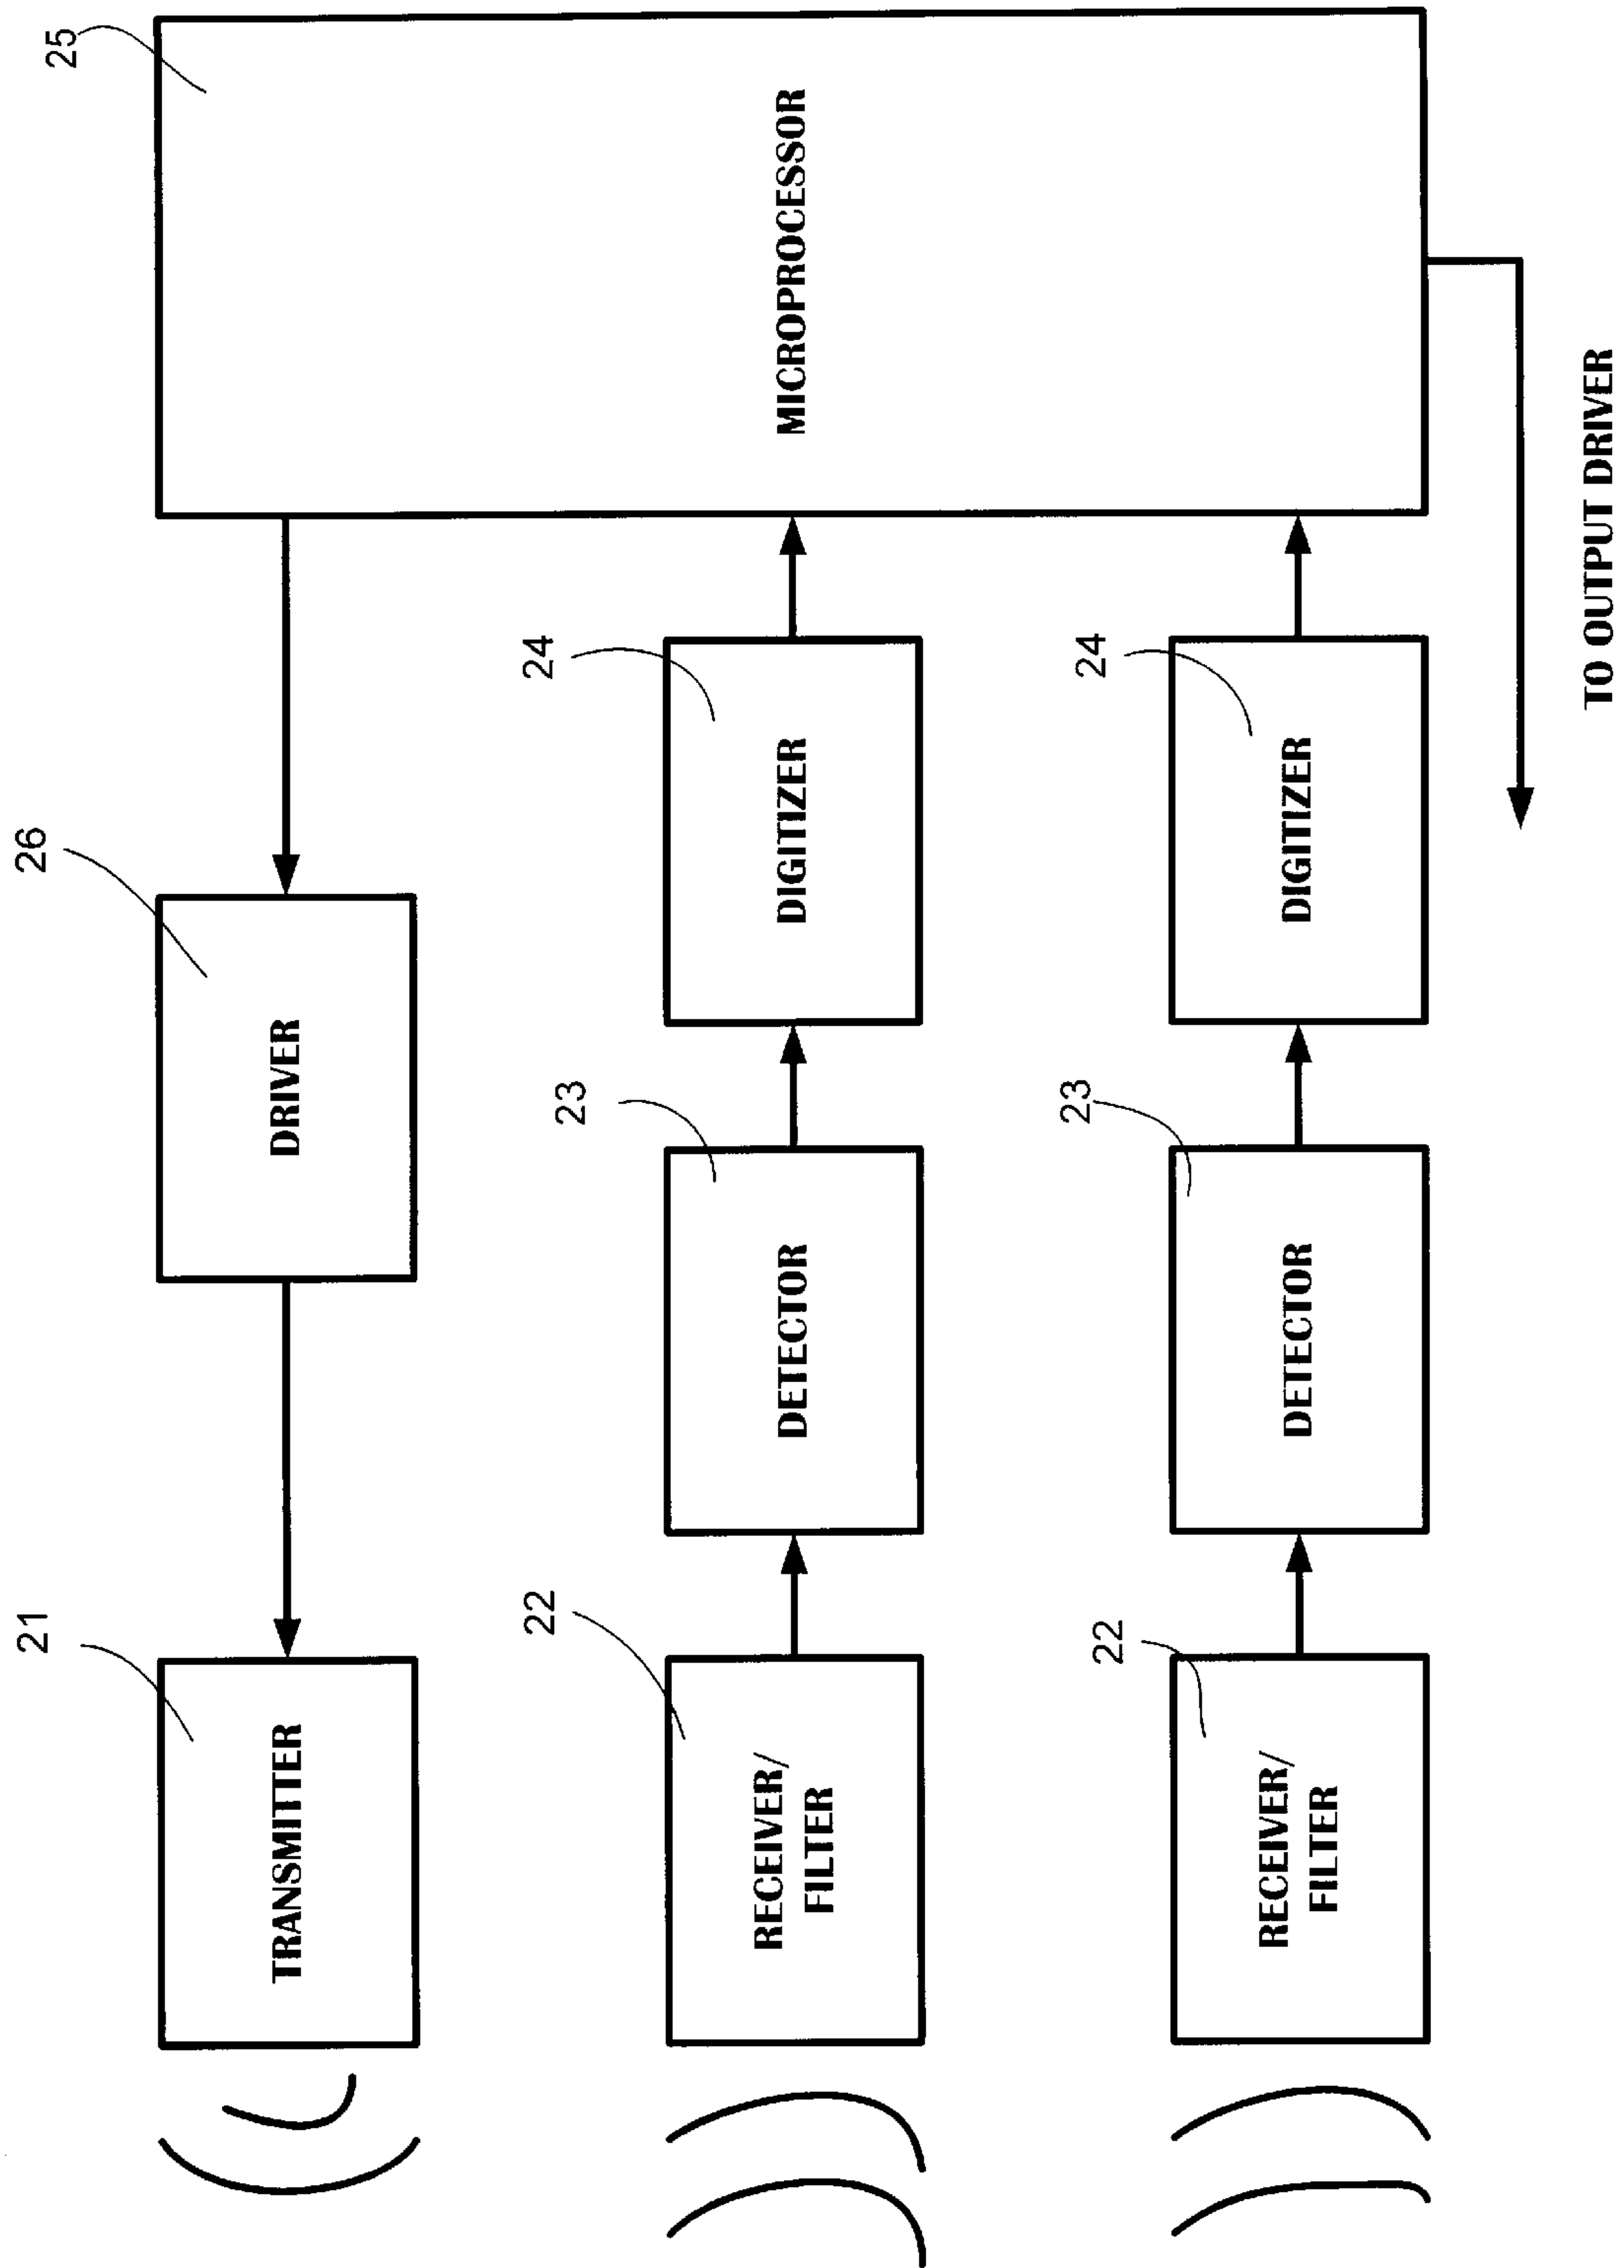 25
26
21
TRANSMITTER
DRIVER
MICROPROCESSOR
22
23
24
RECEIVER/
FILTER
DETECTOR
DIGITIZER
22
23
24
RECEIVER/
FILTER
DETECTOR
DIGITIZER
TO OUTPUT DRIVER